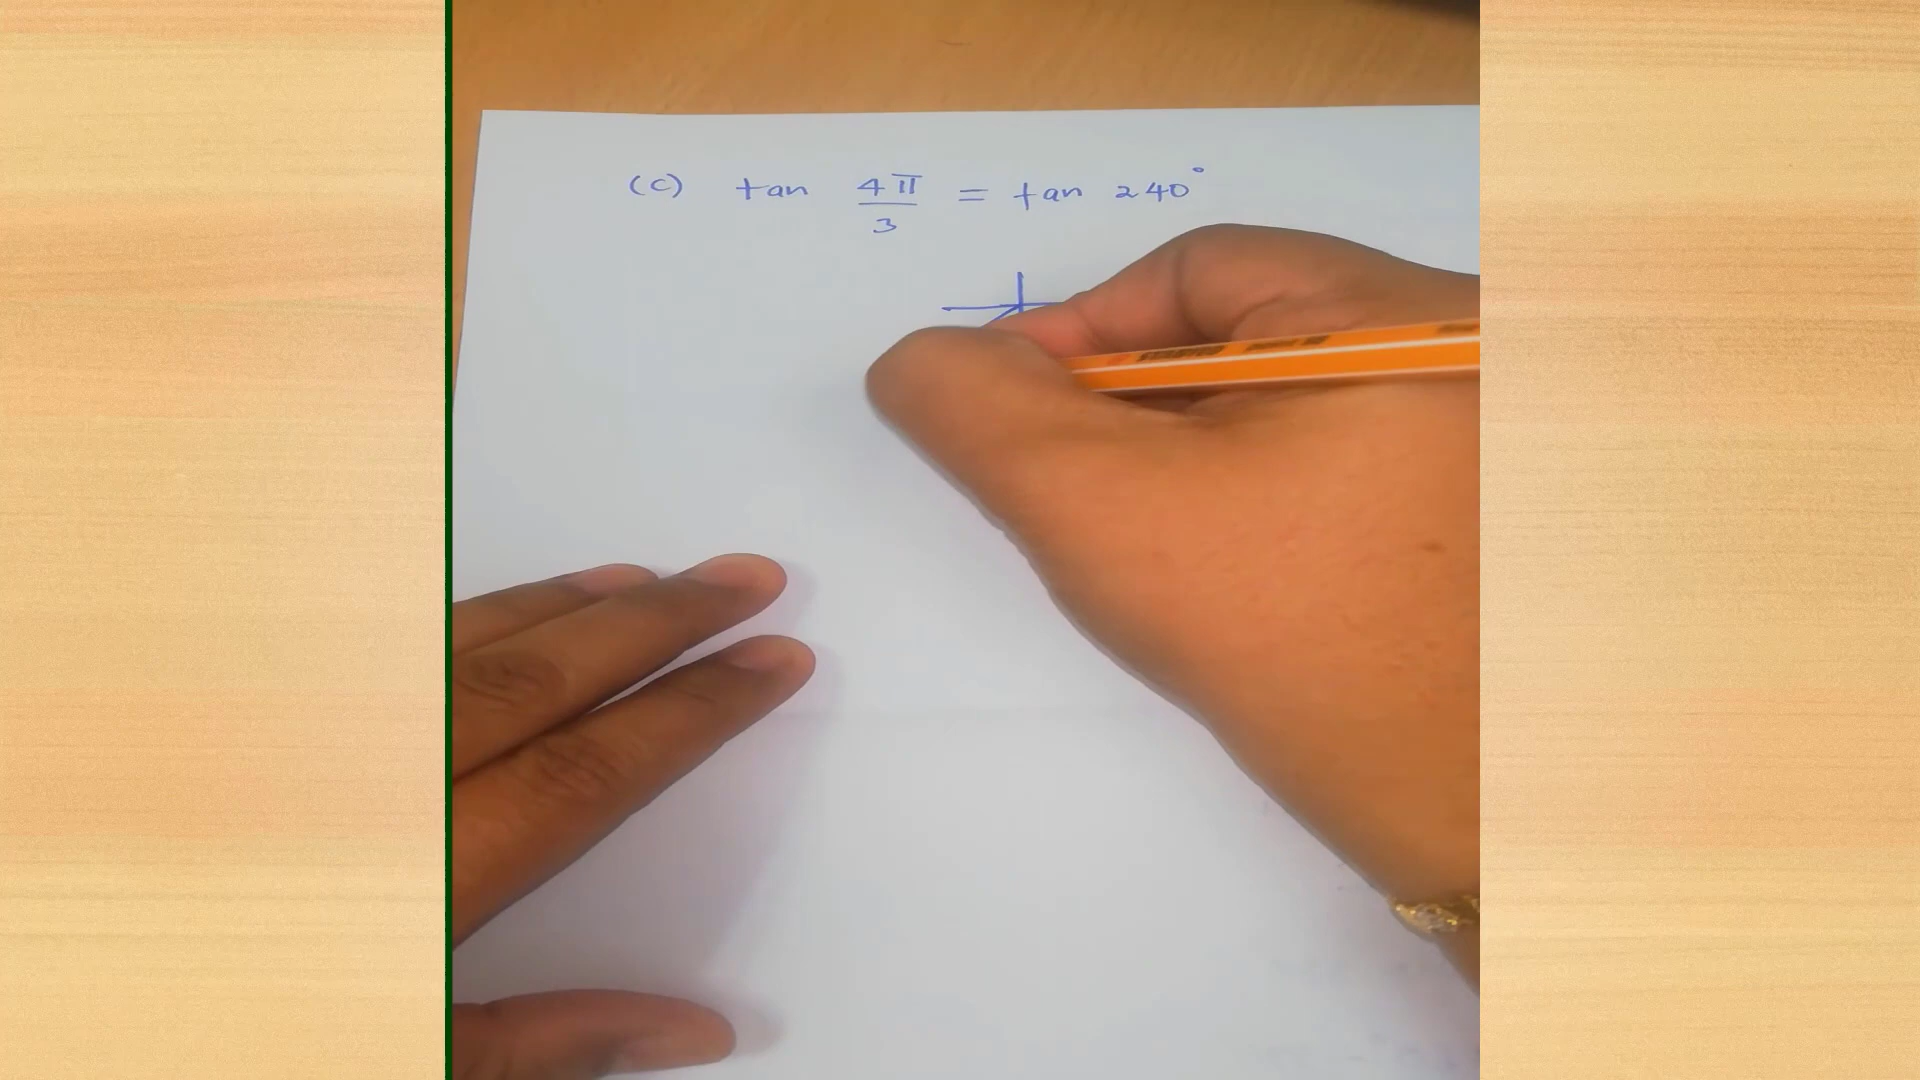 (c) tan 4π/3 = tan 240°